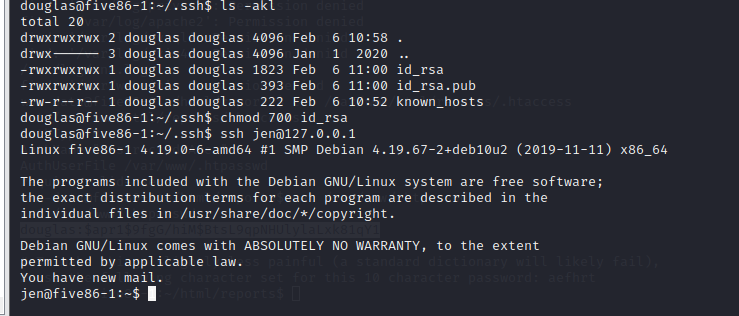 douglas@five86-1:~/.ssh$ ls -akl
total 20
drwxrwxrwx 2 douglas douglas 4096 Feb  6 10:58 .
drwx------ 3 douglas douglas 4096 Jan  1  2020 ..
-rwxrwxrwx 1 douglas douglas 1823 Feb  6 11:00 id_rsa
-rwxrwxrwx 1 douglas douglas  393 Feb  6 11:00 id_rsa.pub
-rw-r--r-- 1 douglas douglas  222 Feb  6 10:52 known_hosts
douglas@five86-1:~/.ssh$ chmod 700 id_rsa
douglas@five86-1:~/.ssh$ ssh jen@127.0.0.1
Linux five86-1 4.19.0-6-amd64 #1 SMP Debian 4.19.67-2+deb10u2 (2019-11-11) x86_64
The programs included with the Debian GNU/Linux system are free software;
the exact distribution terms for each program are described in the
individual files in /usr/share/doc/*/copyright.
Debian GNU/Linux comes with ABSOLUTELY NO WARRANTY, to the extent
permitted by applicable law.
You have new mail.
jen@five86-1:~$